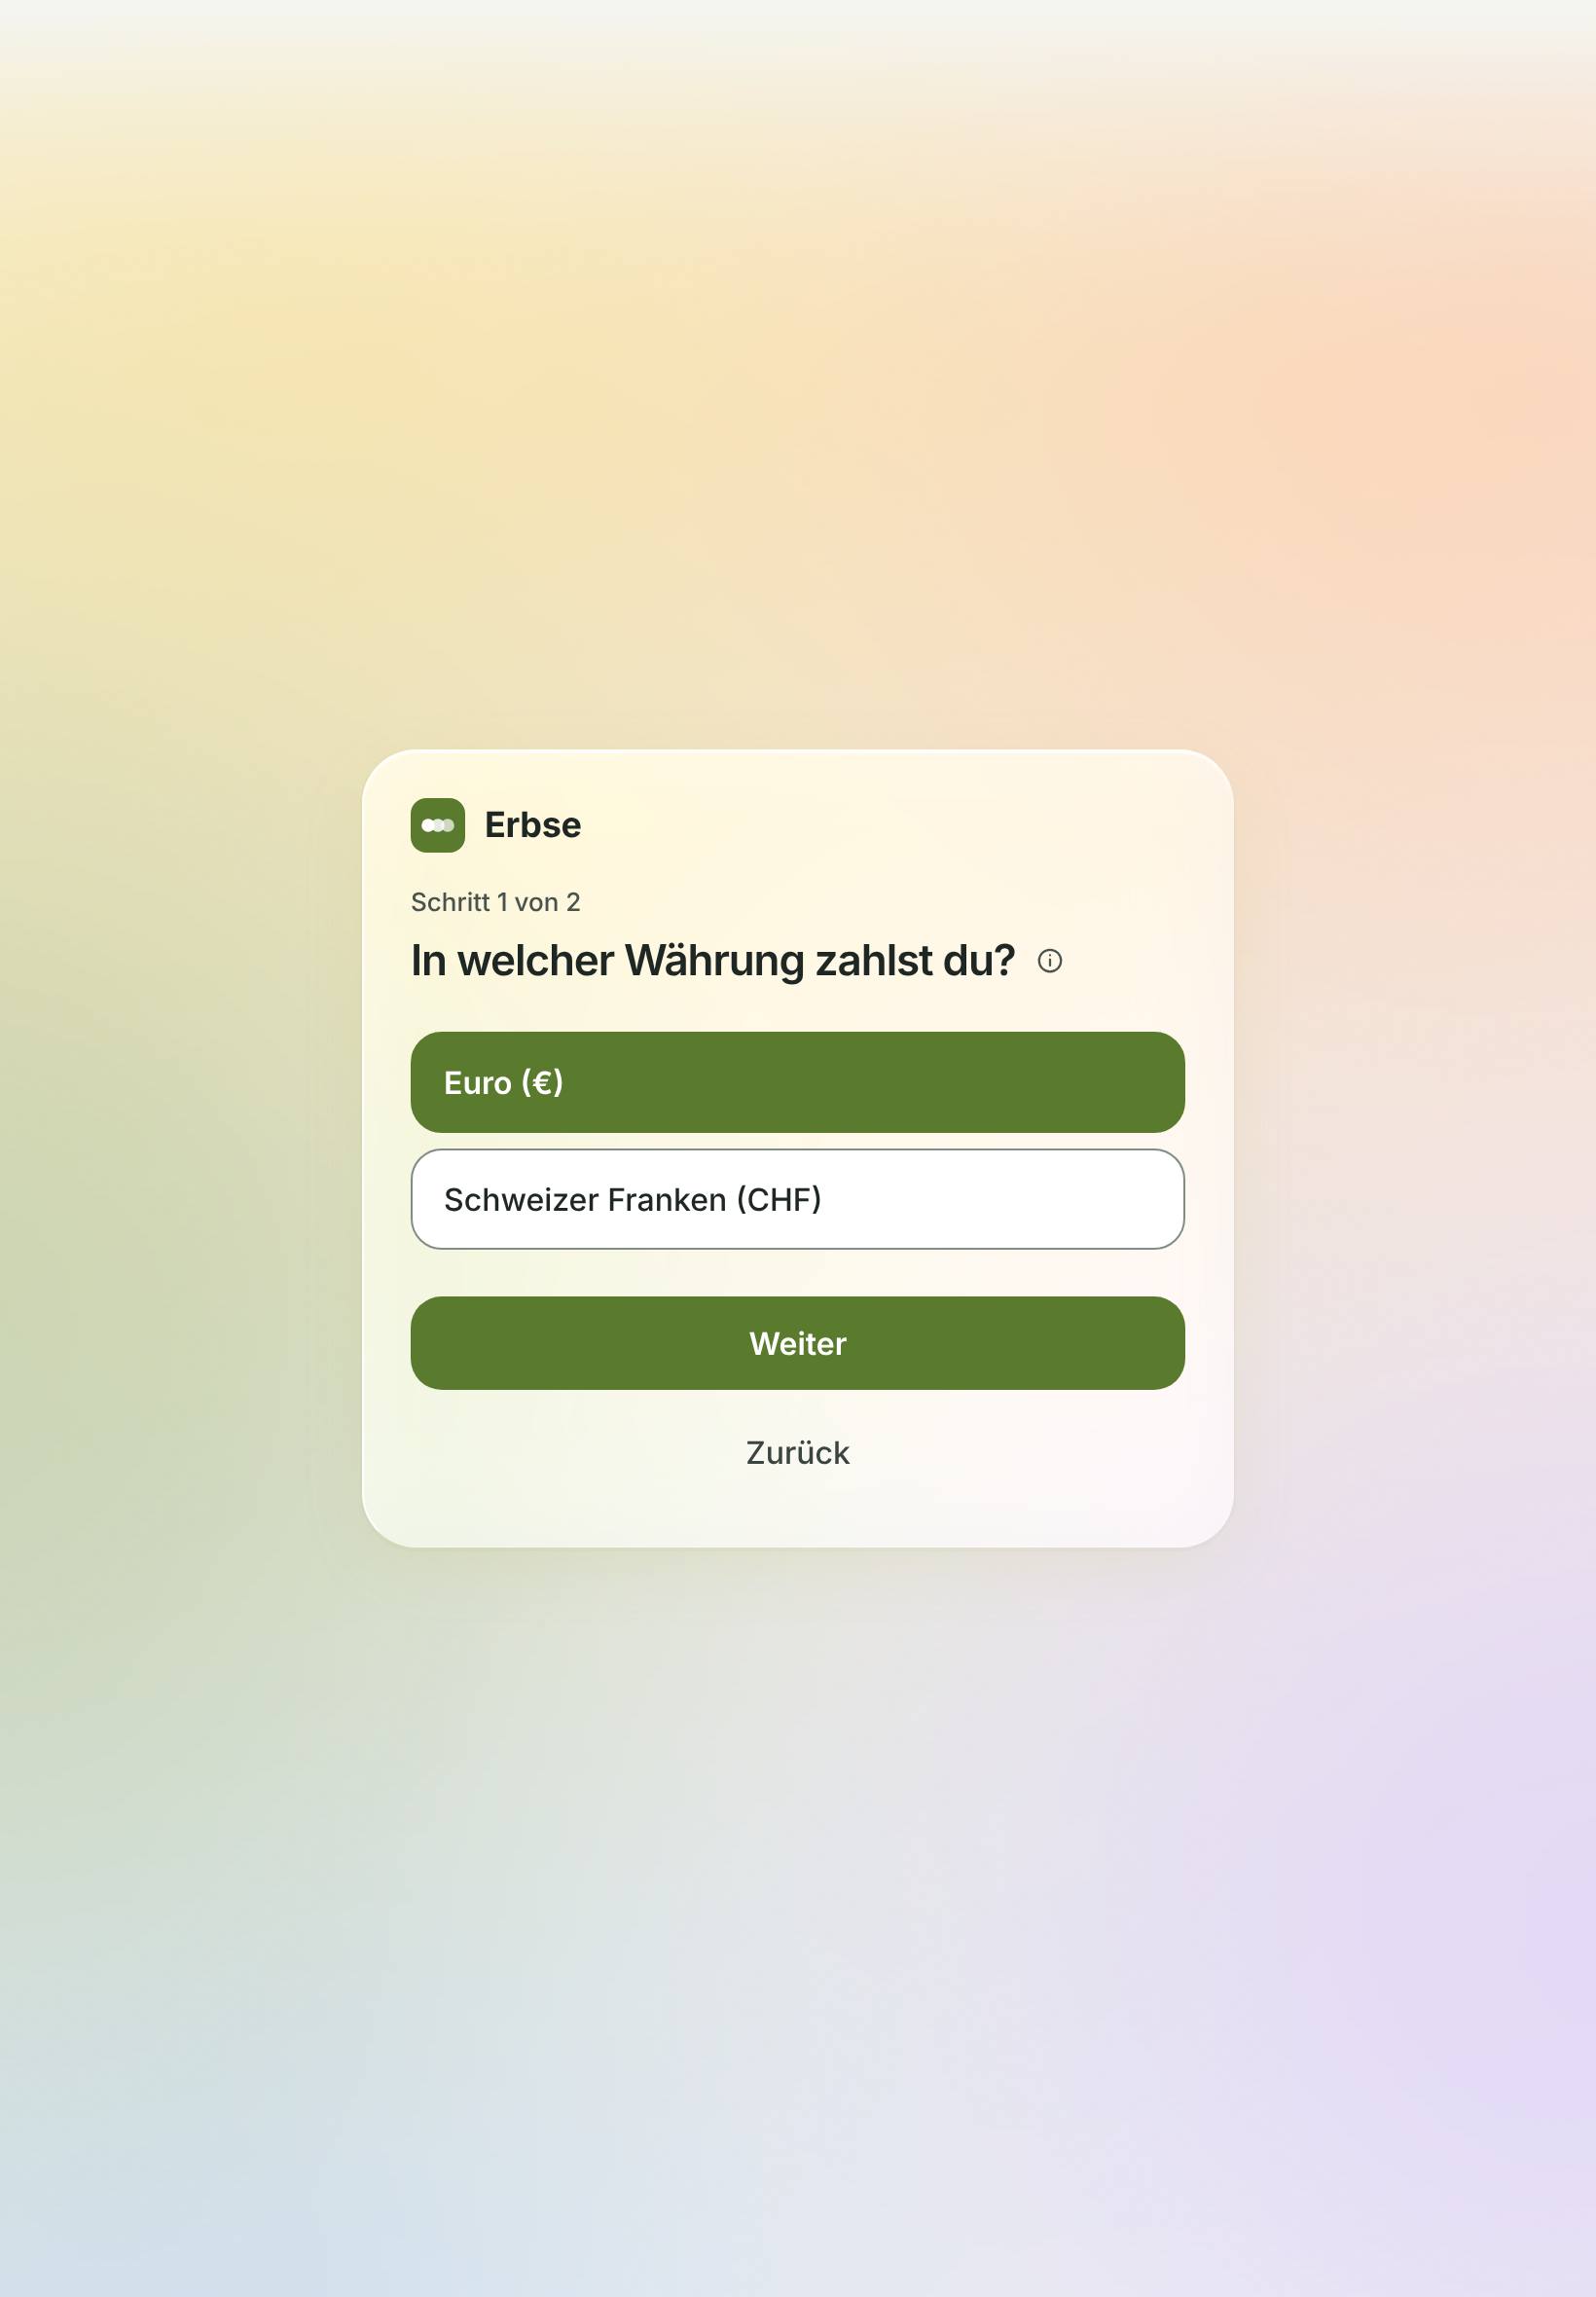 Erbse
Schritt 1 von 2
In welcher Währung zahlst du?
Euro (€)
Schweizer Franken (CHF)
Weiter
Zurück